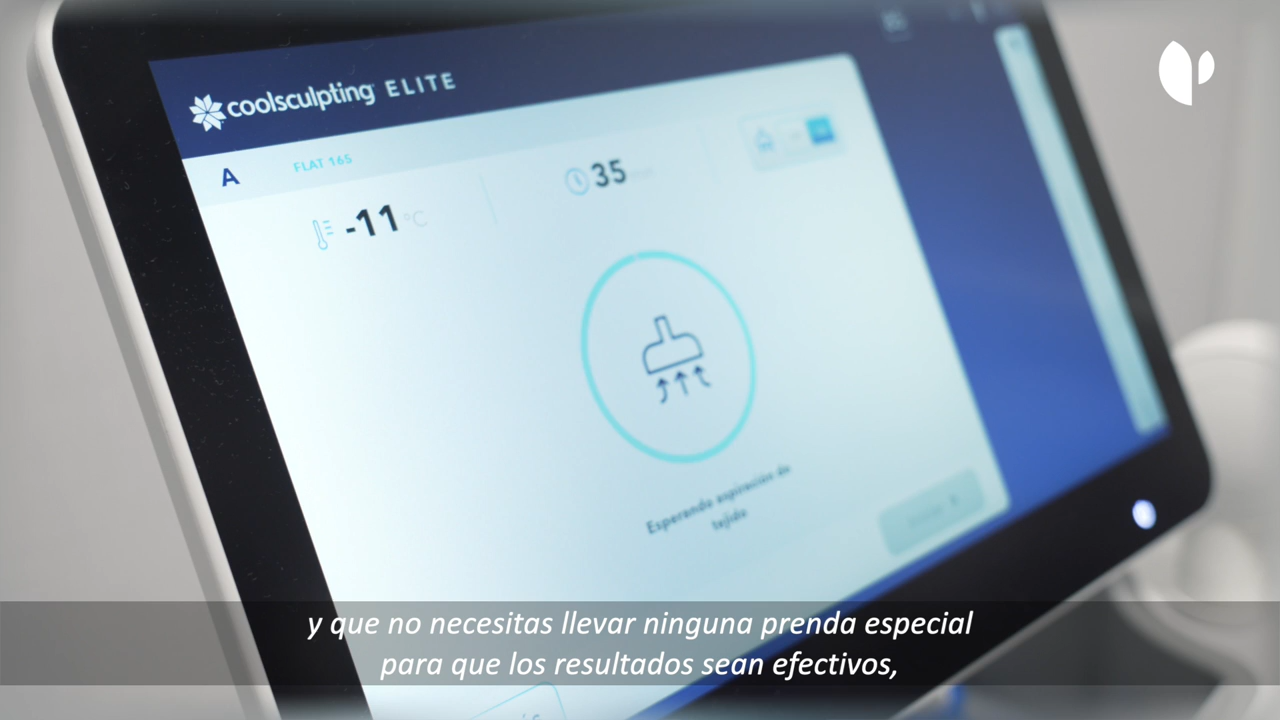 coolsculpting ELITE
A
FLAT 165
-11 °C
35
Esperando aspiración de
tejido
y que no necesitas llevar ninguna prenda especial
para que los resultados sean efectivos,